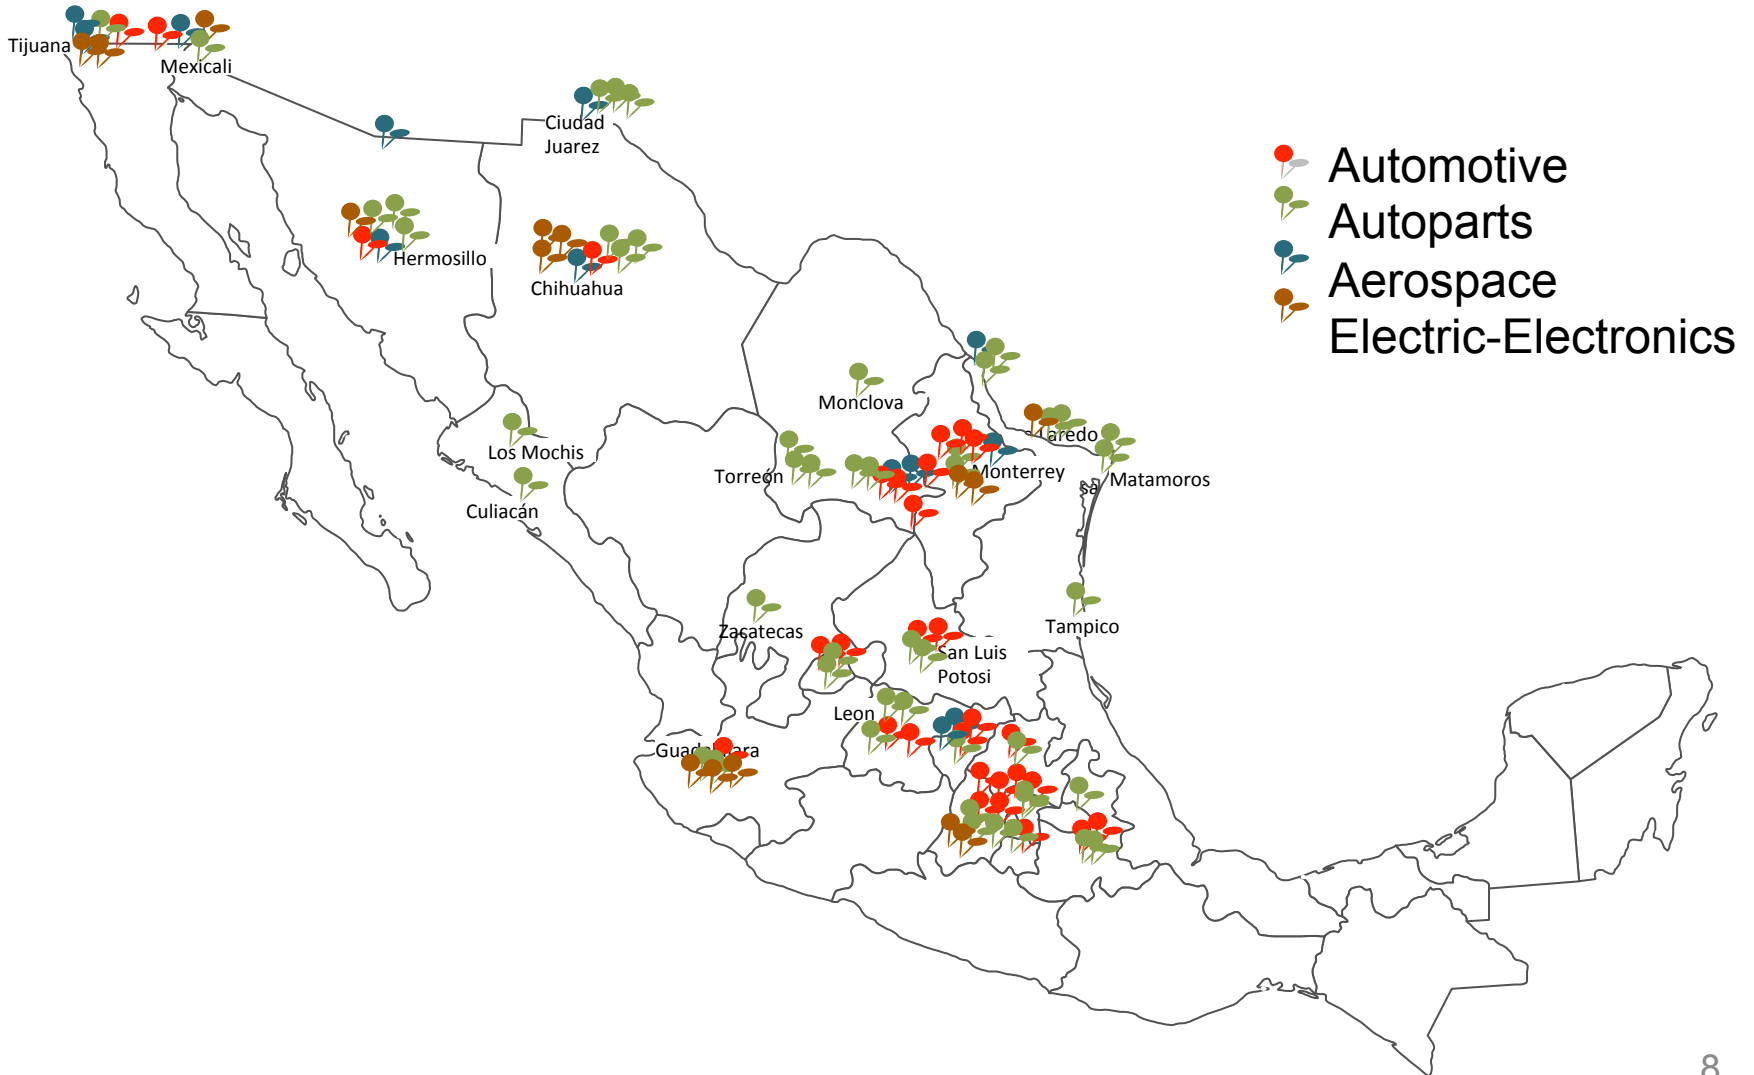 Tijuana
Mexicali
Ciudad
Juarez
Automotive
Autoparts
Aerospace
Electric-Electronics
Hermosillo
Chihuahua
Monclova
Los Mochis
Torreón
Monterrey
Matamoros
Culiacán
Zacatecas
Tampico
San Luis
Potosi
Leon
8